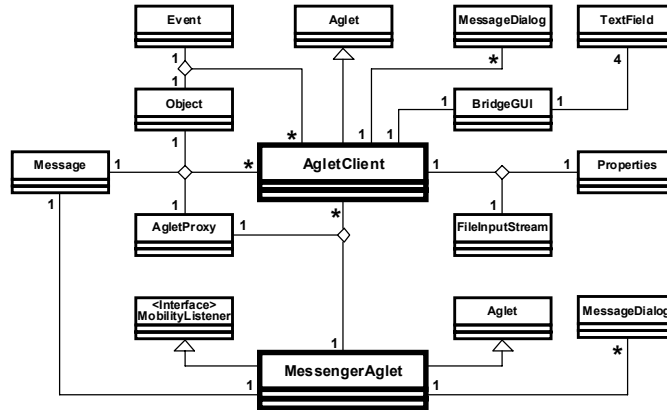 Event
Aglet
MessageDialog
TextField
1
*
4
1
Object
1
BridgeGUI
1
1
*
1
1
1
Message
1
*
AgletClient
1
1
Properties
1
1
*
1
AgletProxy
1
FileInputStream
<Interface>
MobilityListener
Aglet
MessageDialog
1
*
MessengerAglet
1
1